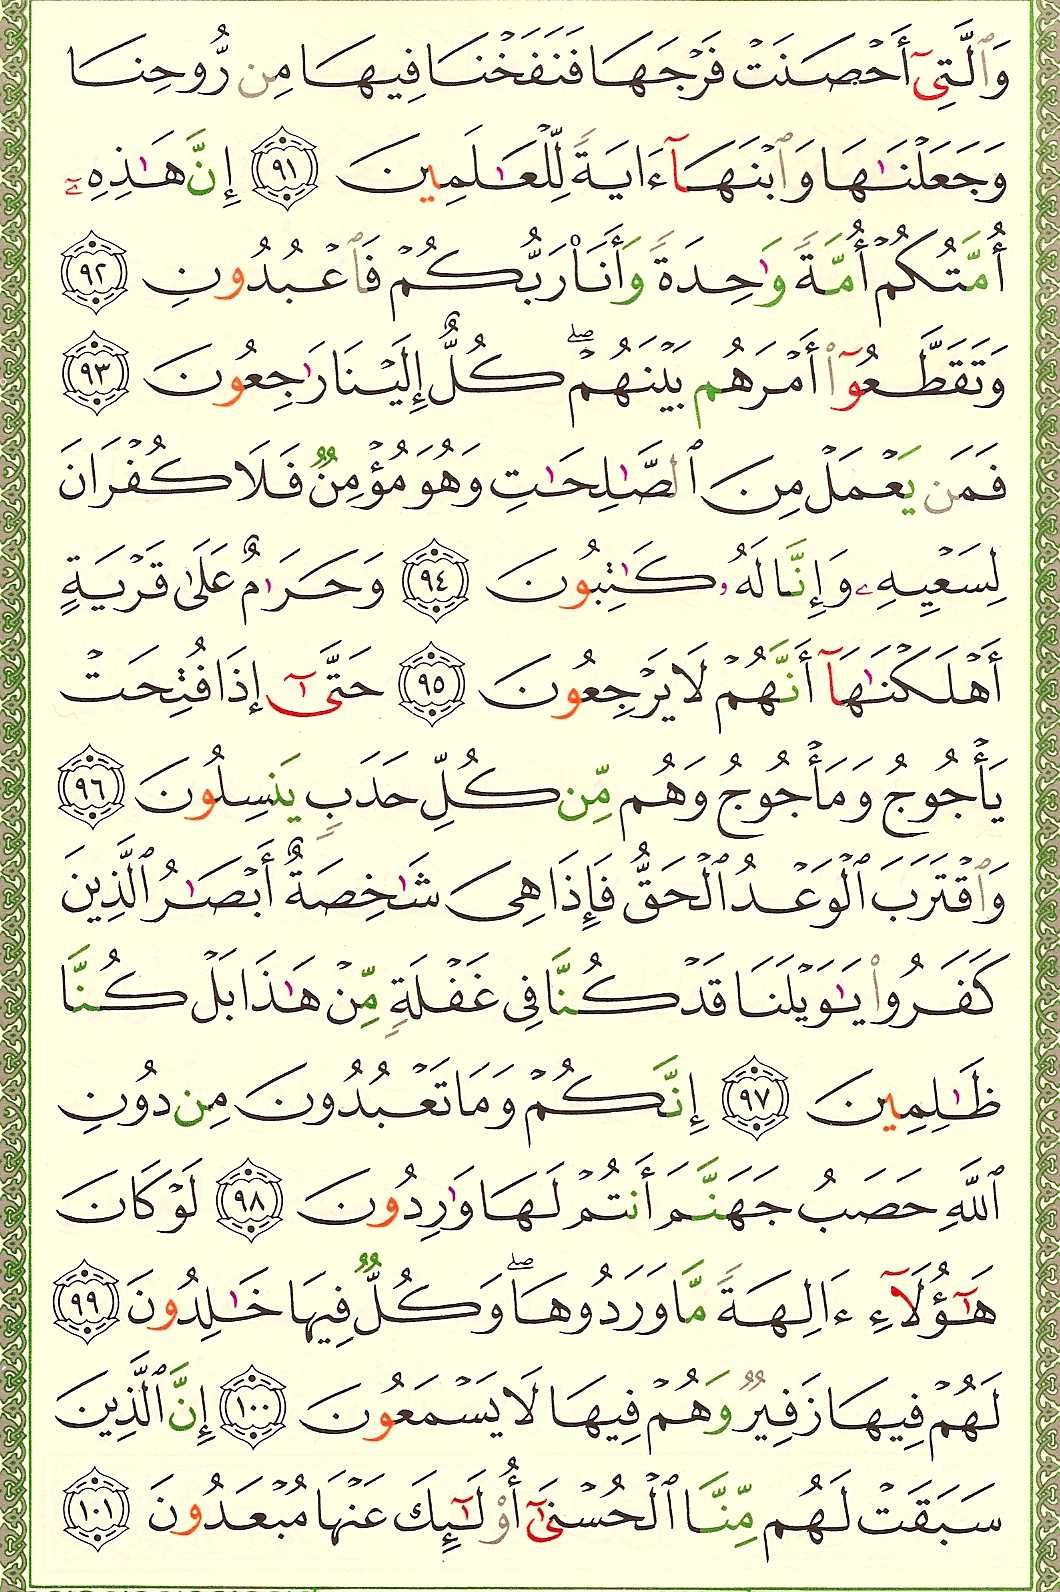 وَٱلَّتِىٓ أَحْصَنَتْ فَرْجَهَا فَنَفَخْنَا فِيهَا مِن رُّوحِنَا
وَجَعَلْنَٰهَا وَٱبْنَهَآ ءَايَةً لِّلْعَٰلَمِينَ ٩١ إِنَّ هَٰذِهِۦٓ
أُمَّتُكُمْ أُمَّةً وَٰحِدَةً وَأَنَا۠ رَبُّكُمْ فَٱعْبُدُونِ ٩٢
وَتَقَطَّعُوٓا۟ أَمْرَهُم بَيْنَهُمْ ۖ كُلٌّ إِلَيْنَا رَٰجِعُونَ ٩٣
فَمَن يَعْمَلْ مِنَ ٱلصَّٰلِحَٰتِ وَهُوَ مُؤْمِنٌ فَلَا كُفْرَانَ
لِسَعْيِهِۦ وَإِنَّا لَهُۥ كَٰتِبُونَ ٩٤ وَحَرَٰمٌ عَلَىٰ قَرْيَةٍ
أَهْلَكْنَٰهَآ أَنَّهُمْ لَا يَرْجِعُونَ ٩٥ حَتَّىٰٓ إِذَا فُتِحَتْ
يَأْجُوجُ وَمَأْجُوجُ وَهُم مِّن كُلِّ حَدَبٍ يَنسِلُونَ ٩٦
وَٱقْتَرَبَ ٱلْوَعْدُ ٱلْحَقُّ فَإِذَا هِىَ شَٰخِصَةٌ أَبْصَٰرُ ٱلَّذِينَ
كَفَرُوا۟ يَٰوَيْلَنَا قَدْ كُنَّا فِى غَفْلَةٍ مِّنْ هَٰذَا بَلْ كُنَّا
ظَٰلِمِينَ ٩٧ إِنَّكُمْ وَمَا تَعْبُدُونَ مِن دُونِ
ٱللَّهِ حَصَبُ جَهَنَّمَ أَنتُمْ لَهَا وَٰرِدُونَ ٩٨ لَوْ كَانَ
هَٰٓؤُلَآءِ ءَالِهَةً مَّا وَرَدُوهَا ۖ وَكُلٌّ فِيهَا خَٰلِدُونَ ٩٩
لَهُمْ فِيهَا زَفِيرٌ وَهُمْ فِيهَا لَا يَسْمَعُونَ ١٠٠ إِنَّ ٱلَّذِينَ
سَبَقَتْ لَهُم مِّنَّا ٱلْحُسْنَىٰٓ أُو۟لَٰٓئِكَ عَنْهَا مُبْعَدُونَ ١٠١